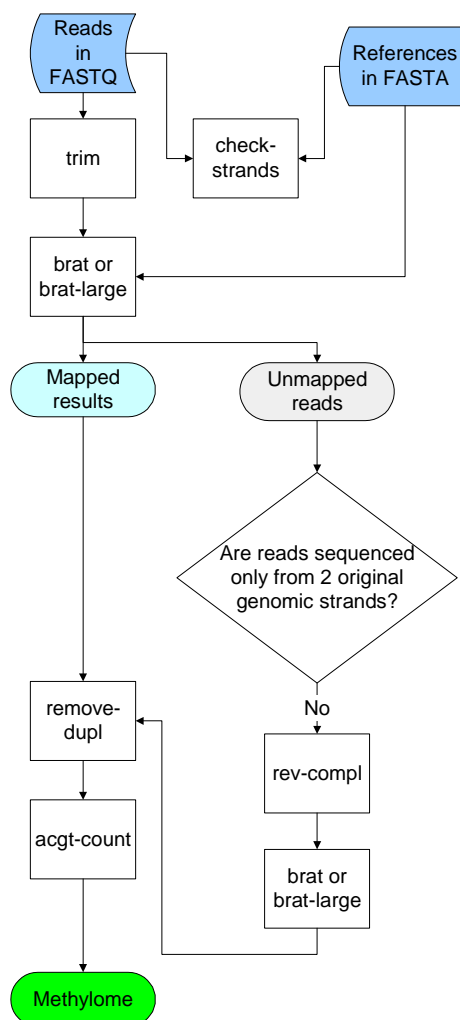 Reads
in
FASTQ
References
in FASTA
trim
check-
strands
brat or
brat-large
Mapped
results
Unmapped
reads
Are reads sequenced
only from 2 original
genomic strands?
No
remove-
dupl
rev-compl
acgt-count
brat or
brat-large
Methylome